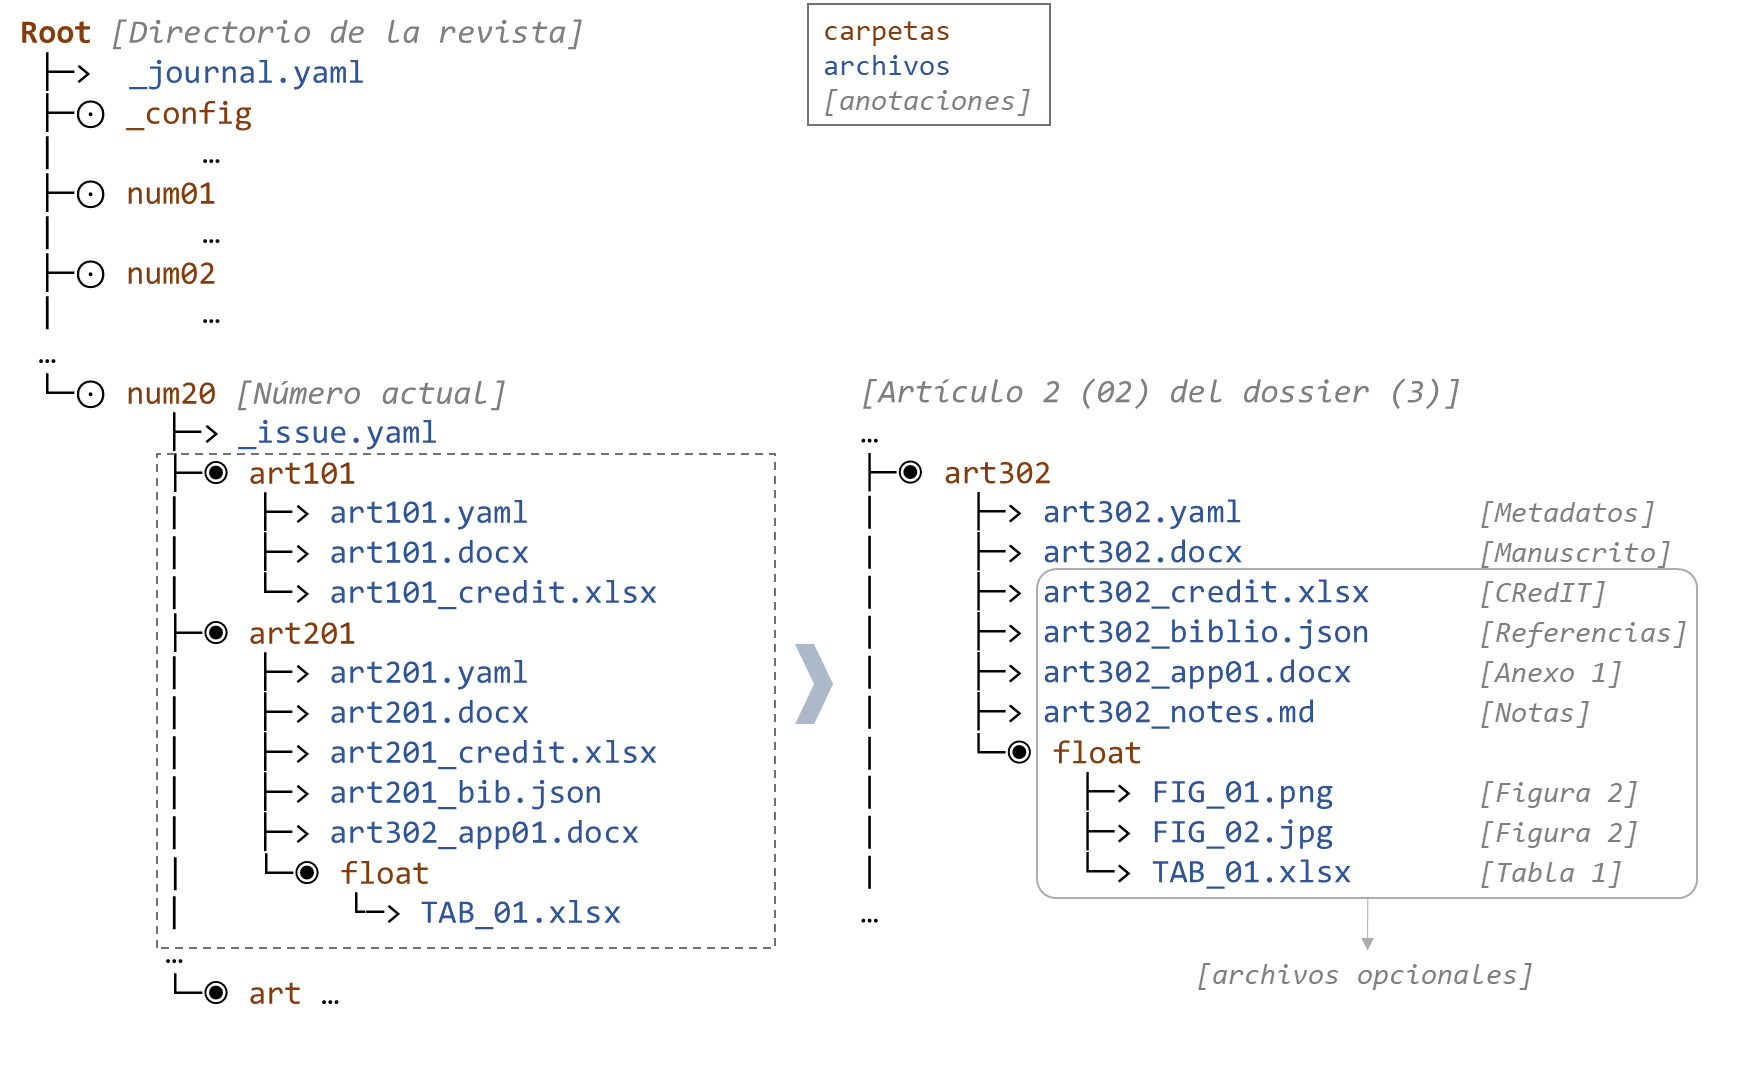 Root [Directorio de la revista]
_journal.yaml
_config
…
num01
…
num02
…
…
num20 [Número actual]
_issue.yaml
art101
art101.yaml
art101.docx
art101_credit.xlsx
art201
art201.yaml
art201.docx
art201_credit.xlsx
art201_bib.json
art302_app01.docx
float
TAB_01.xlsx
…
art …
carpetas
archivos
[anotaciones]
[Artículo 2 (02) del dossier (3)]
…
art302
art302.yaml [Metadatos]
art302.docx [Manuscrito]
art302_credit.xlsx [CRedIT]
art302_biblio.json [Referencias]
art302_app01.docx [Anexo 1]
art302_notes.md [Notas]
float
FIG_01.png [Figura 2]
FIG_02.jpg [Figura 2]
TAB_01.xlsx [Tabla 1]
…
[archivos opcionales]